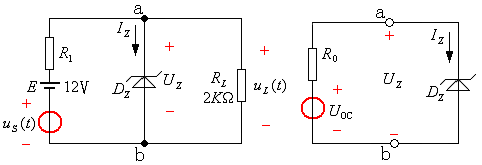 a
I_Z
+
+
R_1
E
12V
D_Z
U_Z
R_L
2KΩ
u_L(t)
+
u_S(t)
−
−
−
b
a
I_Z
+
R_0
U_Z
D_Z
+
U_OC
−
−
b